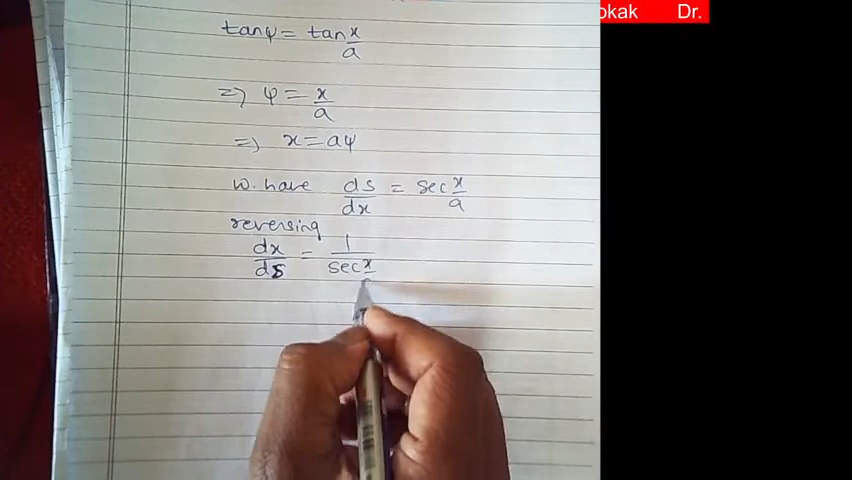 okak Dr.
tanψ = tan x/a
=> ψ = x/a
=> x = aψ
w. have ds/dx = sec x/a
reversing
dx/ds = 1/sec x/a